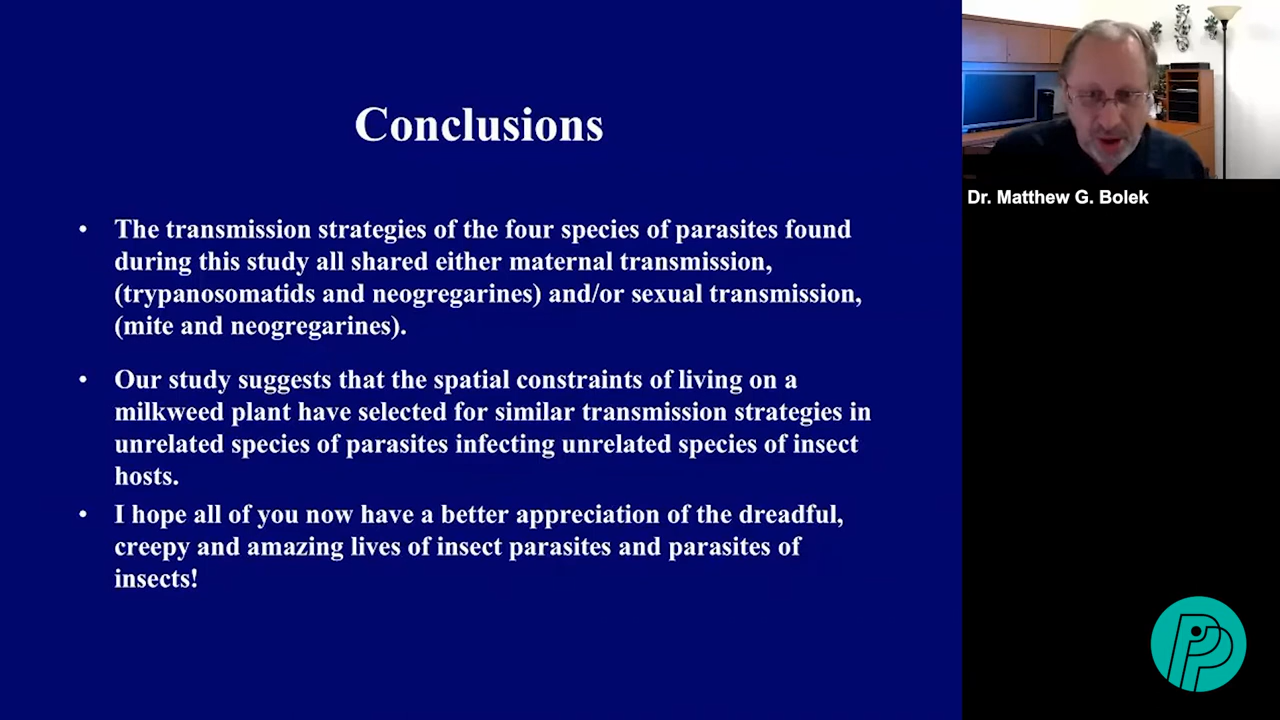 Conclusions
• The transmission strategies of the four species of parasites found
during this study all shared either maternal transmission,
(trypanosomatids and neogregarines) and/or sexual transmission,
(mite and neogregarines).
• Our study suggests that the spatial constraints of living on a
milkweed plant have selected for similar transmission strategies in
unrelated species of parasites infecting unrelated species of insect
hosts.
• I hope all of you now have a better appreciation of the dreadful,
creepy and amazing lives of insect parasites and parasites of
insects!
Dr. Matthew G. Bolek
PP